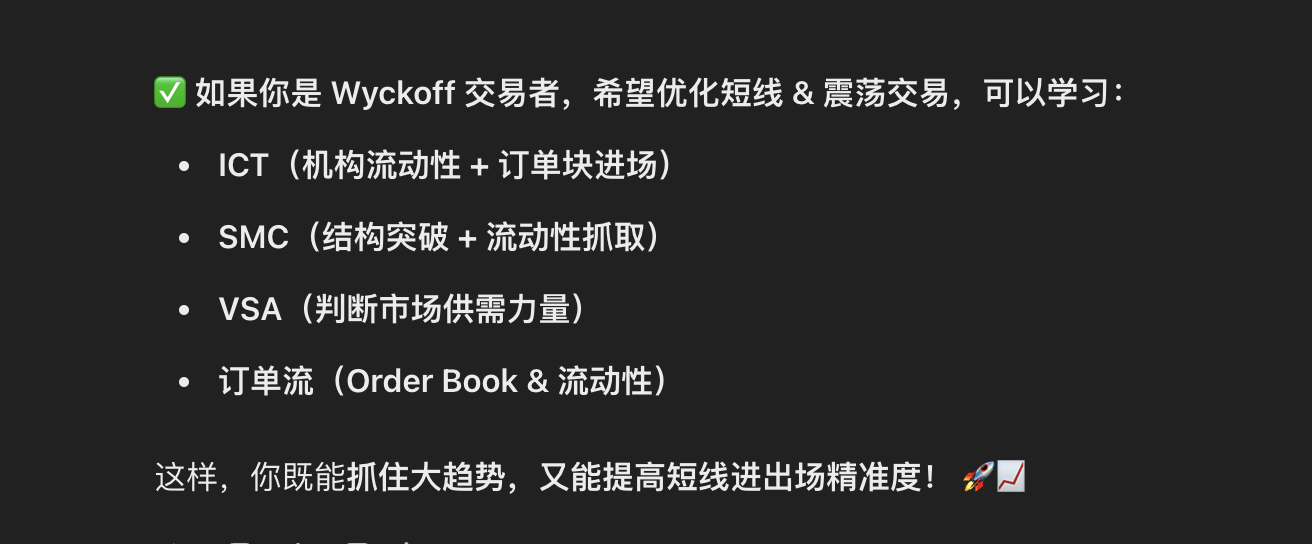 ✅ 如果你是 Wyckoff 交易者，希望优化短线 & 震荡交易，可以学习：
• ICT（机构流动性 + 订单块进场）
• SMC（结构突破 + 流动性抓取）
• VSA（判断市场供需力量）
• 订单流（Order Book & 流动性）
这样，你既能抓住大趋势，又能提高短线进出场精准度！ 🚀📈